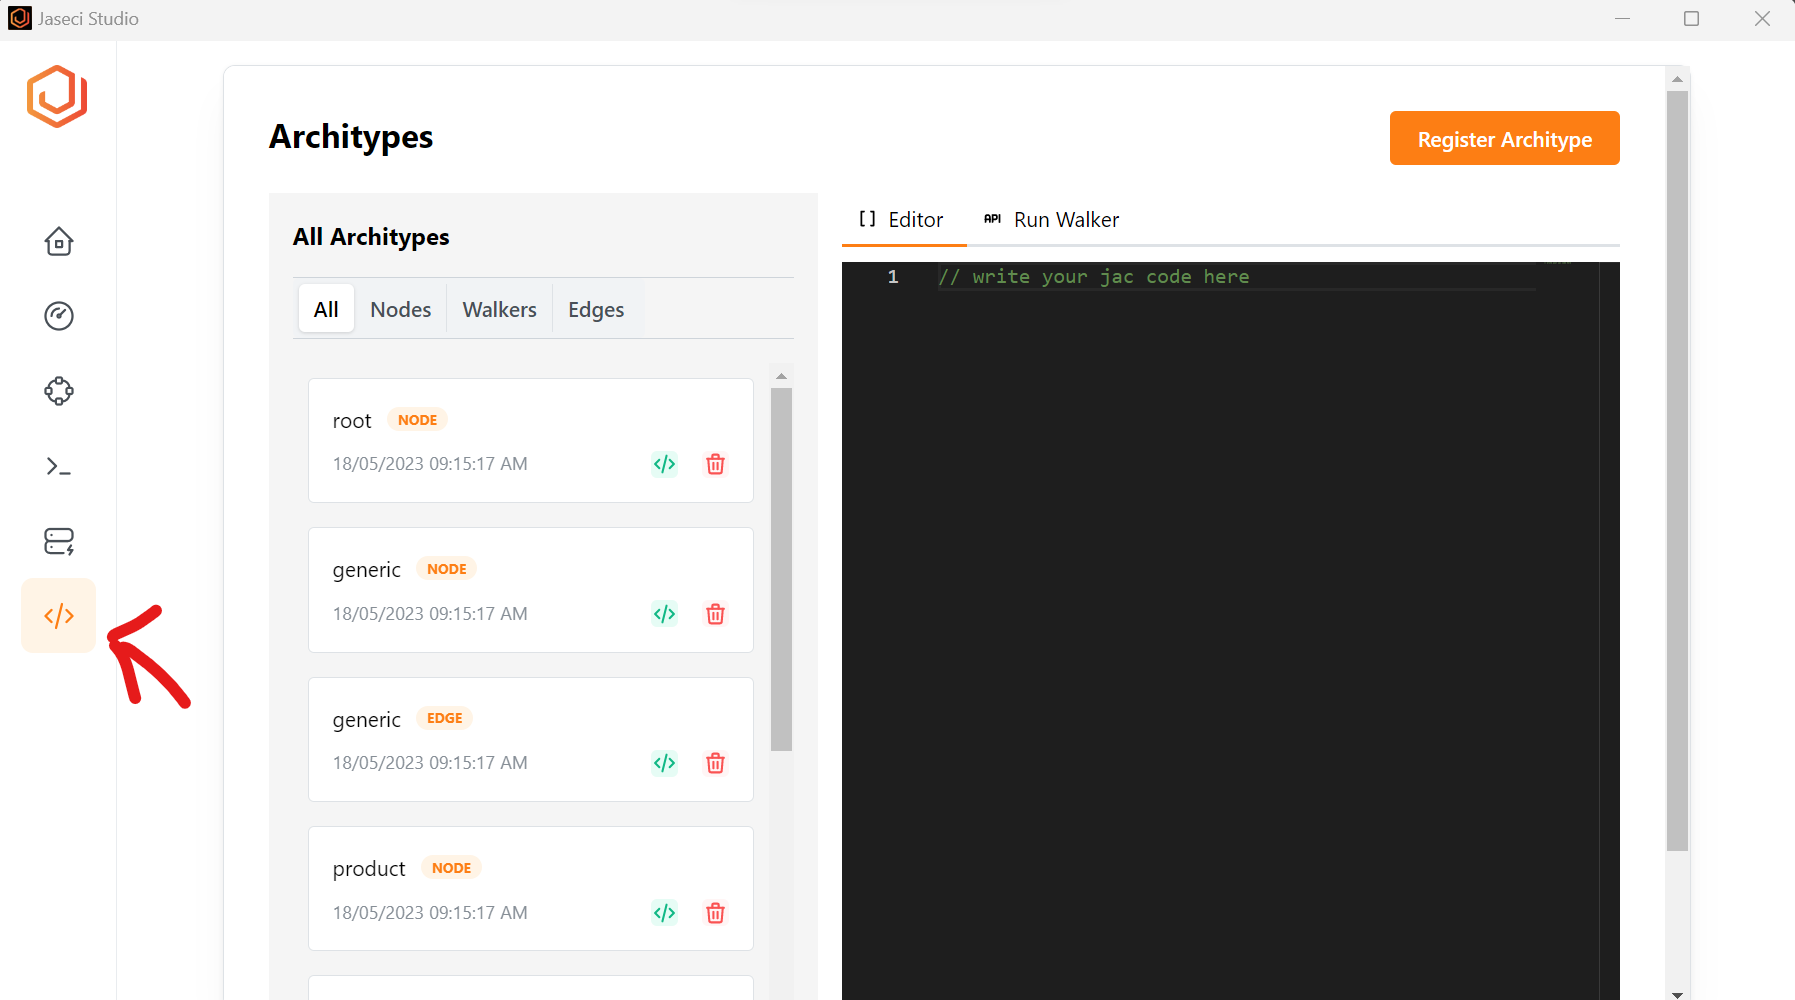 Jaseci Studio
Architypes
Register Architype
All Architypes
All Nodes Walkers Edges
root NODE
18/05/2023 09:15:17 AM
generic NODE
18/05/2023 09:15:17 AM
generic EDGE
18/05/2023 09:15:17 AM
product NODE
18/05/2023 09:15:17 AM
[] Editor API Run Walker
1 // write your jac code here